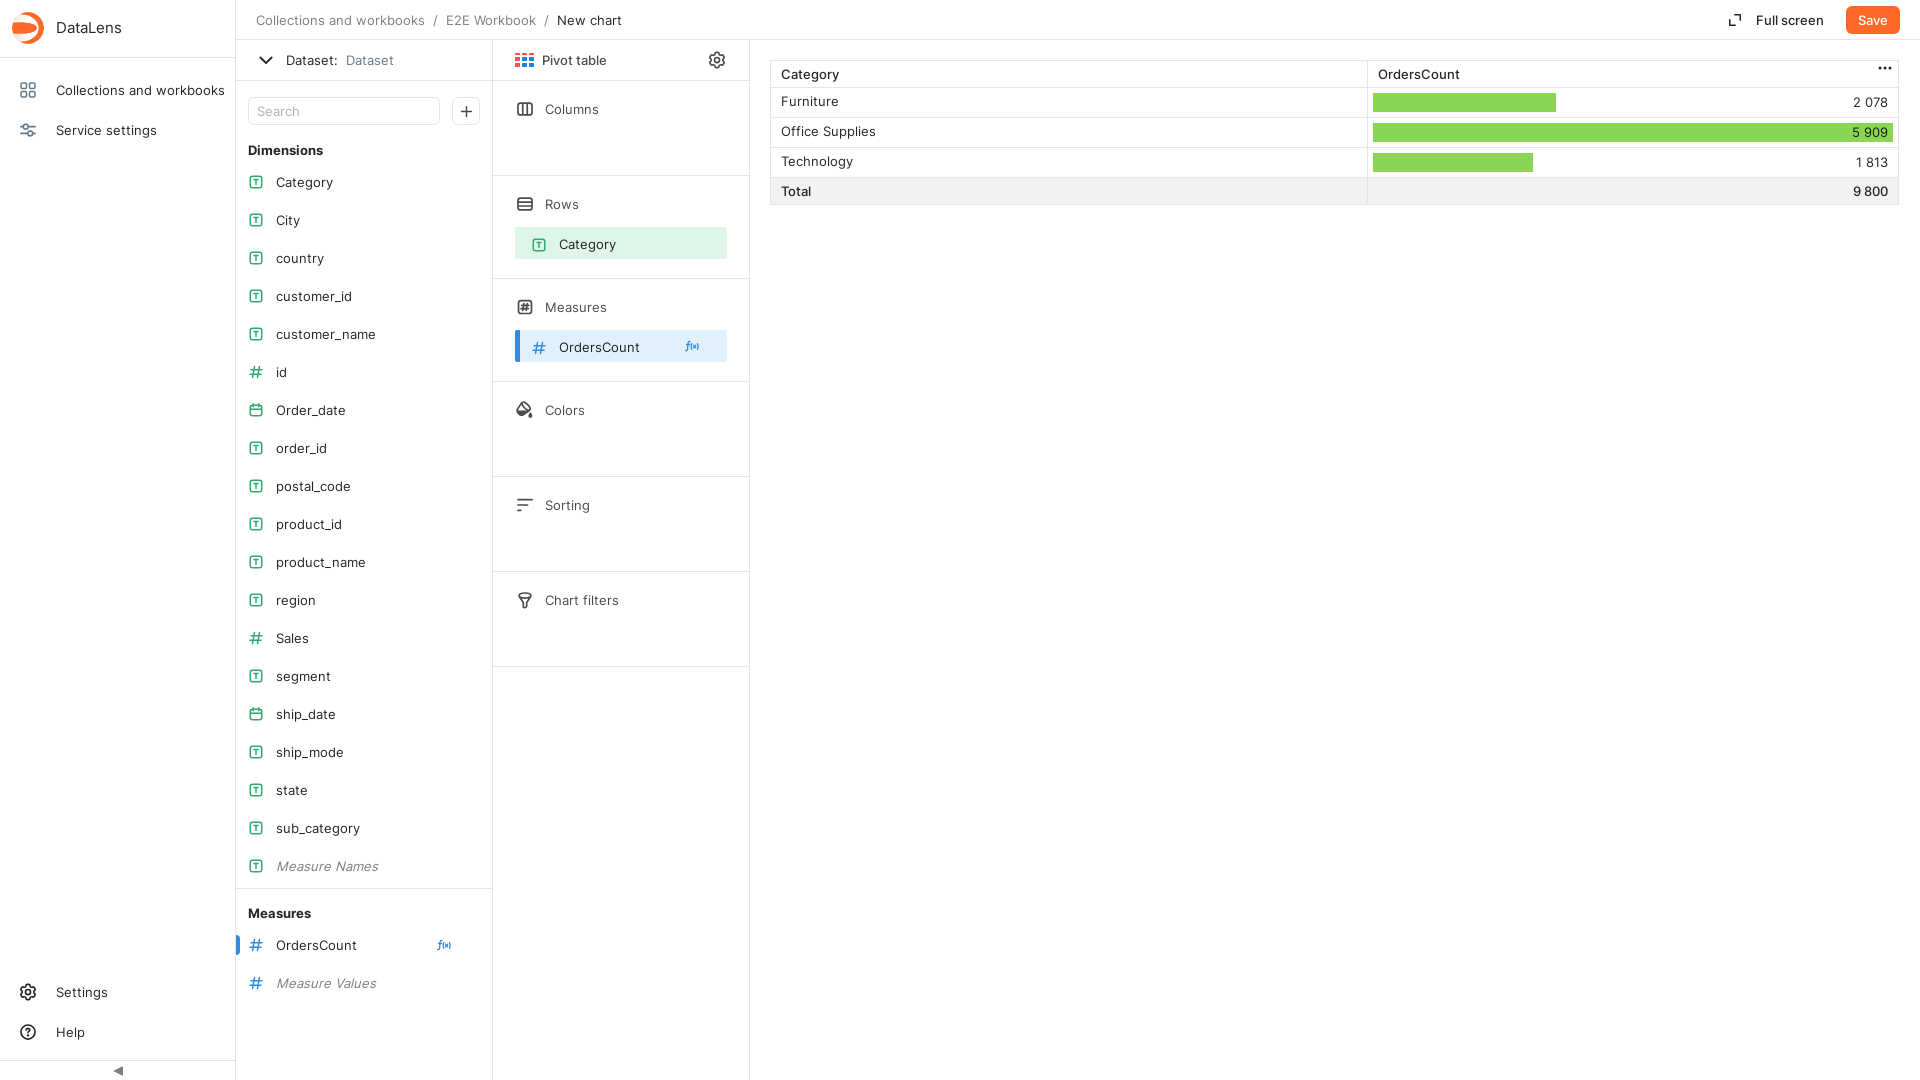 DataLens
Collections and workbooks
Service settings
Settings
Help
Collections and workbooks / E2E Workbook / New chart
Full screen
Save
Dataset: Dataset
Search
Dimensions
Category
City
country
customer_id
customer_name
id
Order_date
order_id
postal_code
product_id
product_name
region
Sales
segment
ship_date
ship_mode
state
sub_category
Measure Names
Measures
OrdersCount f(x)
Measure Values
Pivot table
Columns
Rows
Category
Measures
OrdersCount f(x)
Colors
Sorting
Chart filters
Category OrdersCount
Furniture 2 078
Office Supplies 5 909
Technology 1 813
Total 9 800